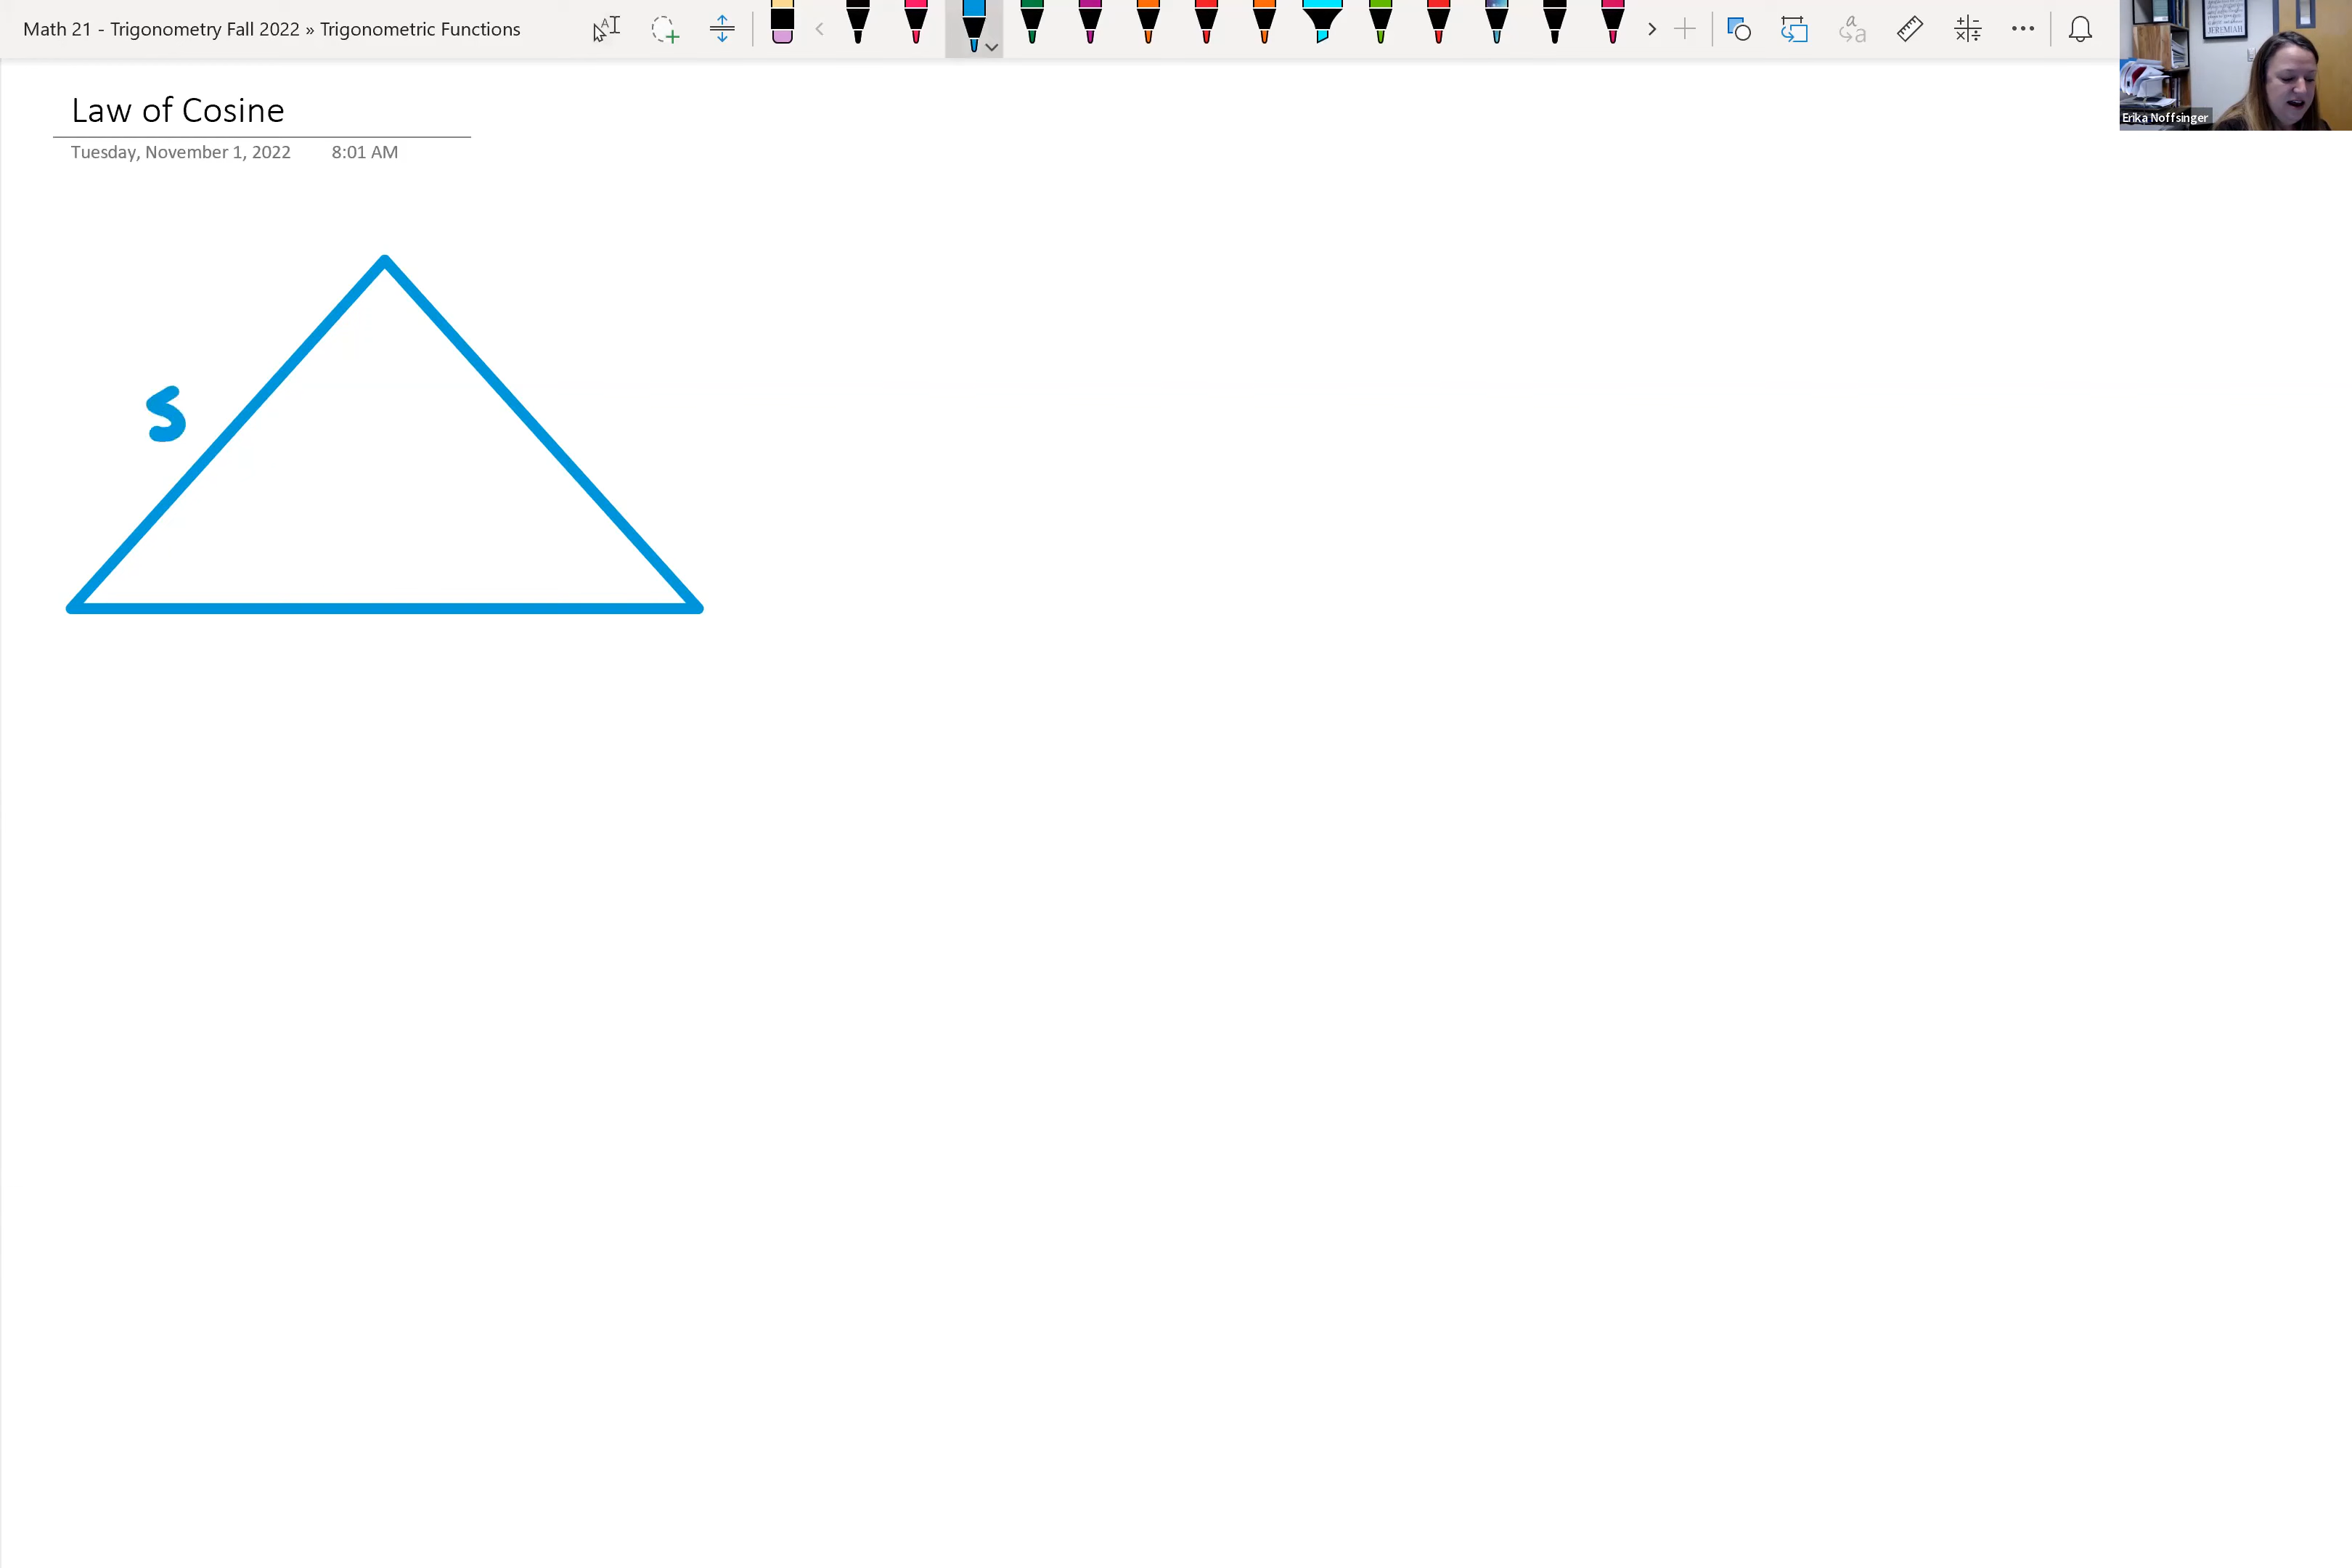 Math 21 - Trigonometry Fall 2022 » Trigonometric Functions
Law of Cosine
Tuesday, November 1, 2022 8:01 AM
S
JEREMIAH
Erika Noffsinger